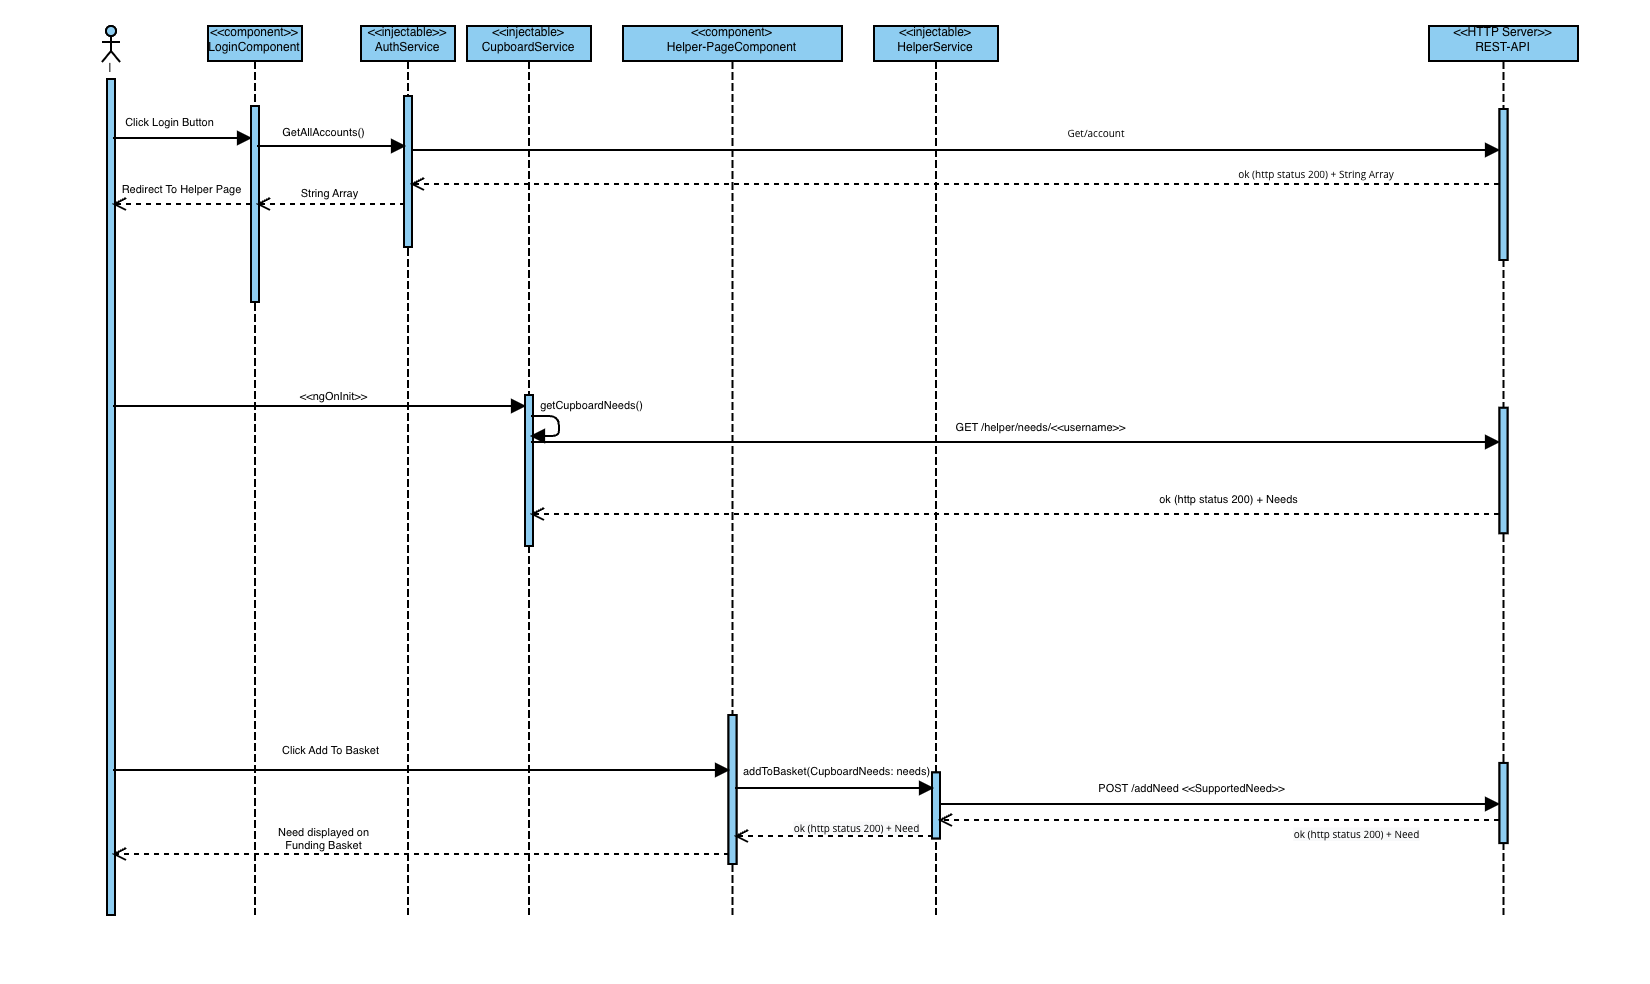 <<component>>
LoginComponent
<<injectable>>
AuthService
<<injectable>
CupboardService
<<component>
Helper-PageComponent
<<injectable>
HelperService
<<HTTP Server>>
REST-API
Click Login Button
GetAllAccounts()
Get/account
ok (http status 200) + String Array
Redirect To Helper Page
String Array
<<ngOnInit>>
getCupboardNeeds()
GET /helper/needs/<<username>>
ok (http status 200) + Needs
Click Add To Basket
addToBasket(CupboardNeeds: needs)
POST /addNeed <<SupportedNeed>>
ok (http status 200) + Need
ok (http status 200) + Need
Need displayed on
Funding Basket